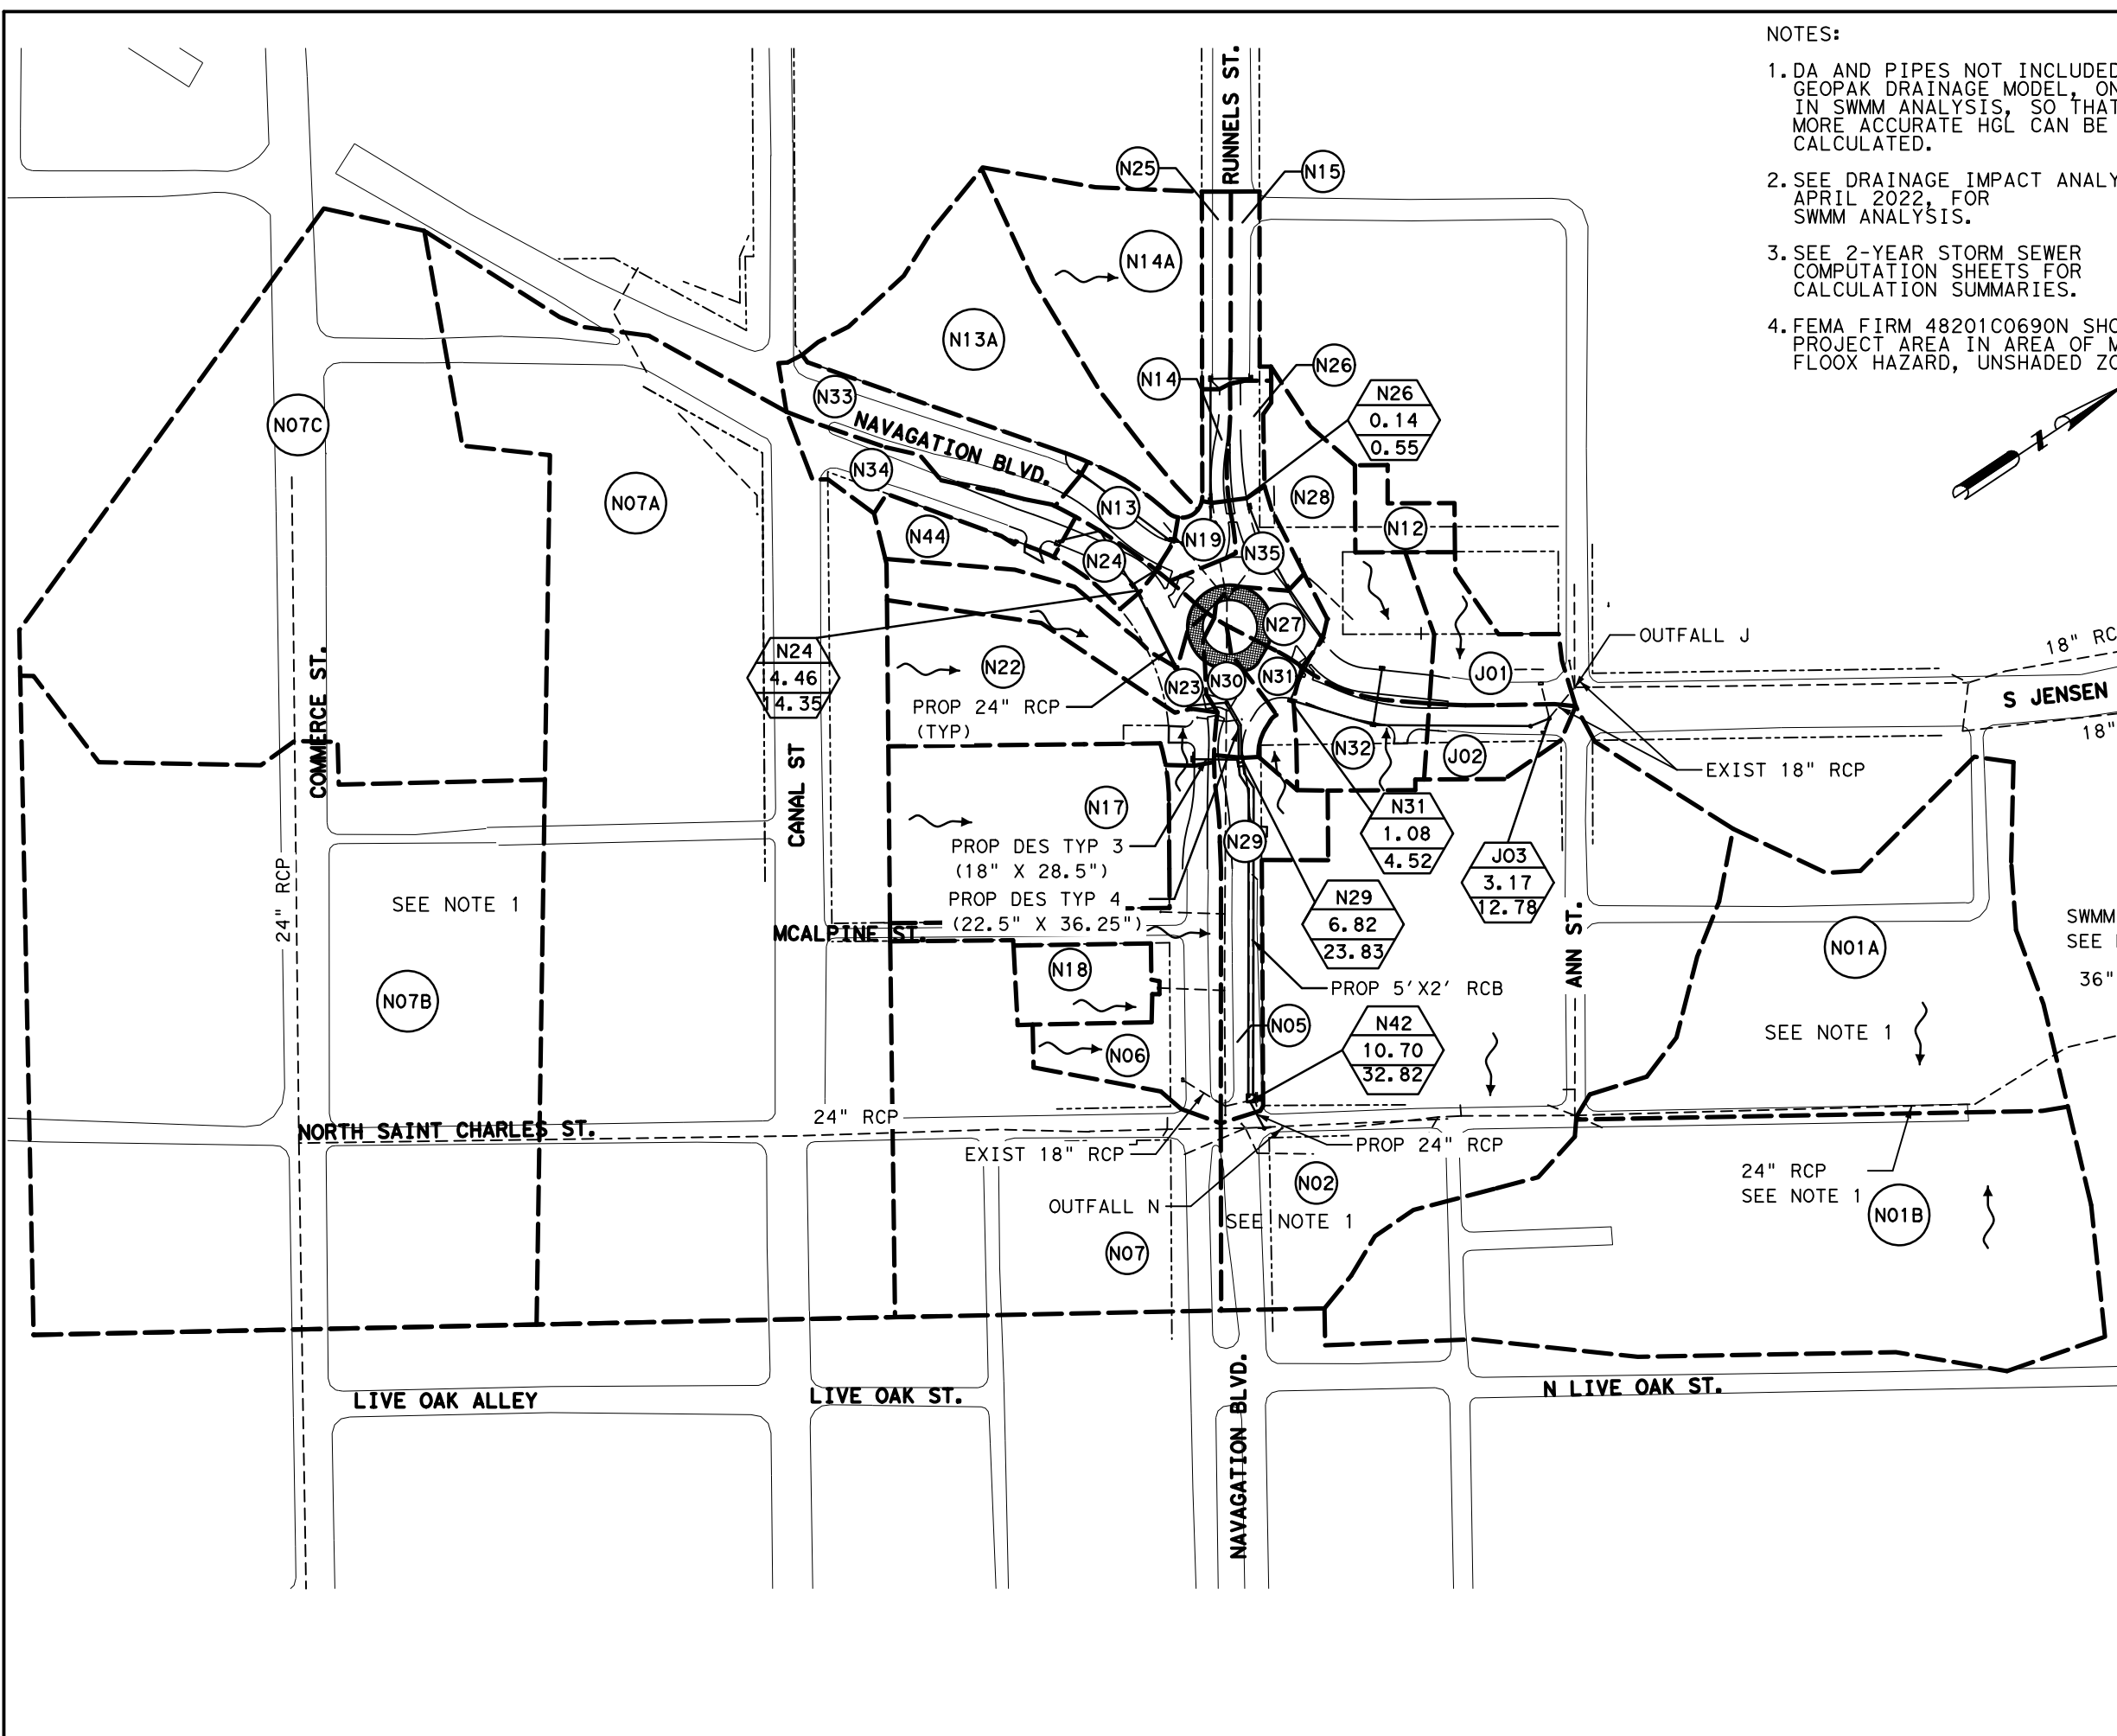 NOTES:
1. DA AND PIPES NOT INCLUDED
GEOPAK DRAINAGE MODEL, ON
IN SWMM ANALYSIS, SO THAT
MORE ACCURATE HGL CAN BE
CALCULATED.
2. SEE DRAINAGE IMPACT ANALY
APRIL 2022, FOR
SWMM ANALYSIS.
3. SEE 2-YEAR STORM SEWER
COMPUTATION SHEETS FOR
CALCULATION SUMMARIES.
4. FEMA FIRM 48201C0690N SHO
PROJECT AREA IN AREA OF M
FLOOX HAZARD, UNSHADED ZO
RUNNELS ST.
N25
N15
N14A
N13A
N14
N26
N26
0.14
0.55
N33
NAVAGATION BLVD.
N07C
N34
N07A
N13
N28
N12
N44
N19
N35
N24
Z
N27
OUTFALL J
18" RC
N24
4.46
14.35
N22
N23
N30
N31
J01
S JENSEN
18"
PROP 24" RCP
(TYP)
COMMERCE ST.
CANAL ST
N32
J02
EXIST 18" RCP
N17
N31
1.08
4.52
PROP DES TYP 3
(18" X 28.5")
N29
J03
3.17
12.78
24" RCP
SEE NOTE 1
PROP DES TYP 4
(22.5" X 36.25")
N29
6.82
23.83
MCALPINE ST.
ANN ST.
N01A
SWMM
SEE
36"
N18
N07B
PROP 5'X2' RCB
N05
N42
10.70
32.82
SEE NOTE 1
N06
24" RCP
NORTH SAINT CHARLES ST.
EXIST 18" RCP
PROP 24" RCP
N02
24" RCP
SEE NOTE 1
OUTFALL N
SEE NOTE 1
N01B
N07
LIVE OAK ALLEY
LIVE OAK ST.
NAVAGATION BLVD.
N LIVE OAK ST.